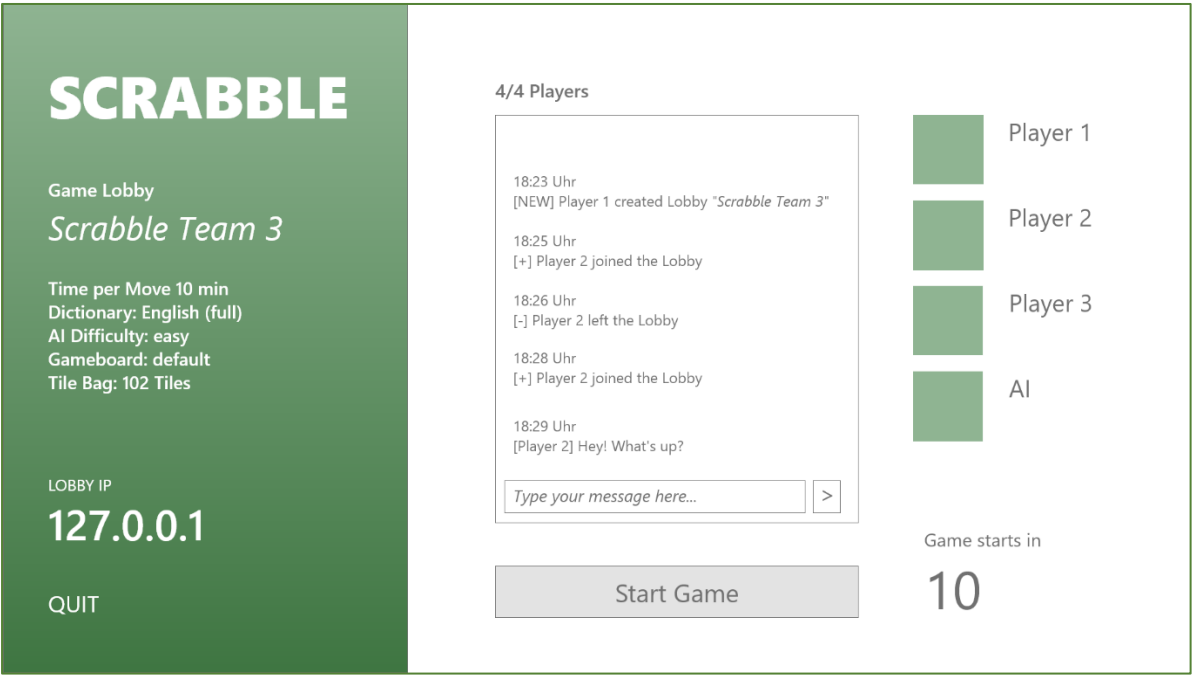 SCRABBLE
Game Lobby
Scrabble Team 3
Time per Move 10 min
Dictionary: English (full)
AI Difficulty: easy
Gameboard: default
Tile Bag: 102 Tiles
LOBBY IP
127.0.0.1
QUIT
4/4 Players
18:23 Uhr
[NEW] Player 1 created Lobby "Scrabble Team 3"
18:25 Uhr
[+] Player 2 joined the Lobby
18:26 Uhr
[-] Player 2 left the Lobby
18:28 Uhr
[+] Player 2 joined the Lobby
18:29 Uhr
[Player 2] Hey! What's up?
Type your message here...
>
Start Game
Player 1
Player 2
Player 3
AI
Game starts in
10